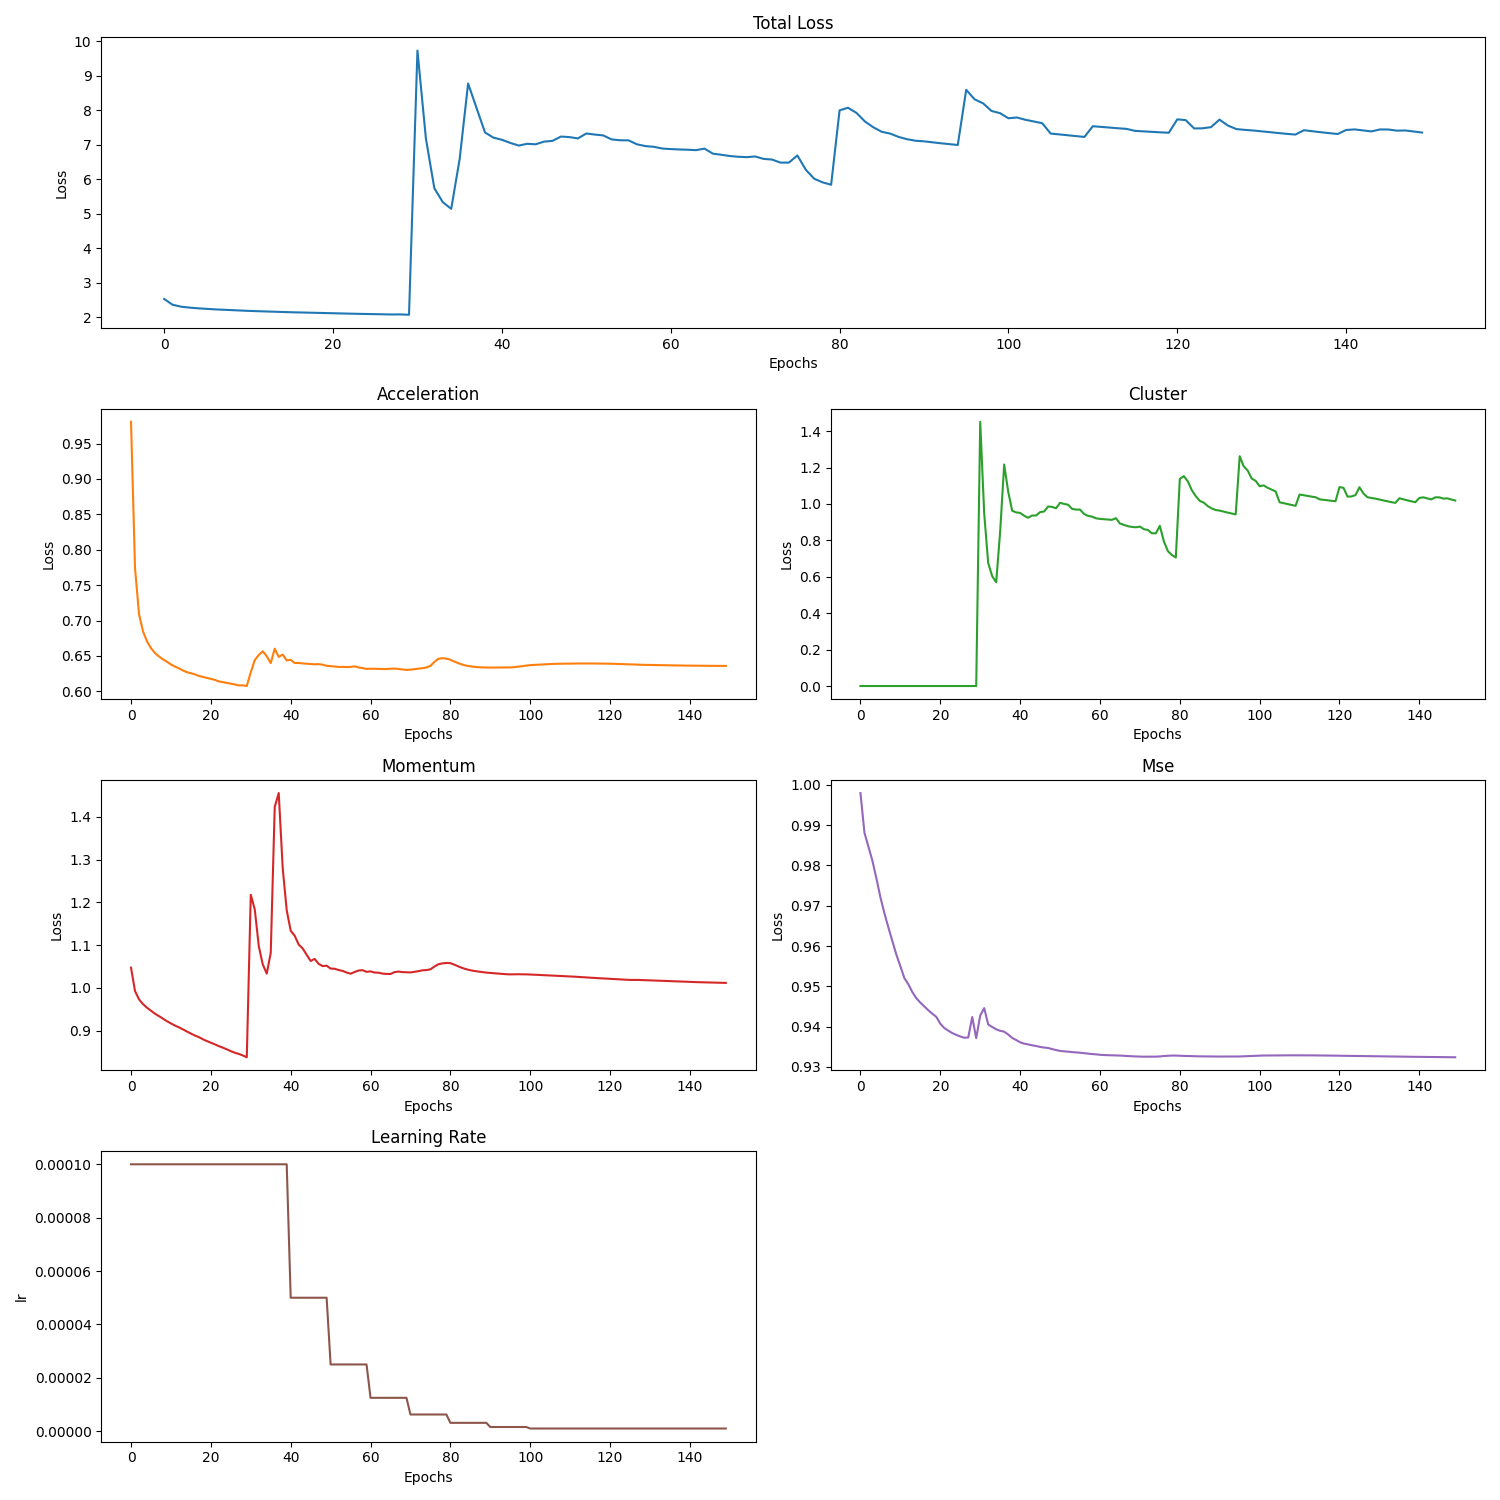 Total Loss
10
9
8
7
6
5
4
3
2
Loss
0 20 40 60 80 100 120 140
Epochs
Acceleration
0.95
0.90
0.85
0.80
0.75
0.70
0.65
0.60
Loss
0 20 40 60 80 100 120 140
Epochs
Cluster
1.4
1.2
1.0
0.8
0.6
0.4
0.2
0.0
Loss
0 20 40 60 80 100 120 140
Epochs
Momentum
1.4
1.3
1.2
1.1
1.0
0.9
Loss
0 20 40 60 80 100 120 140
Epochs
Mse
1.00
0.99
0.98
0.97
0.96
0.95
0.94
0.93
Loss
0 20 40 60 80 100 120 140
Epochs
Learning Rate
0.00010
0.00008
0.00006
0.00004
0.00002
0.00000
lr
0 20 40 60 80 100 120 140
Epochs